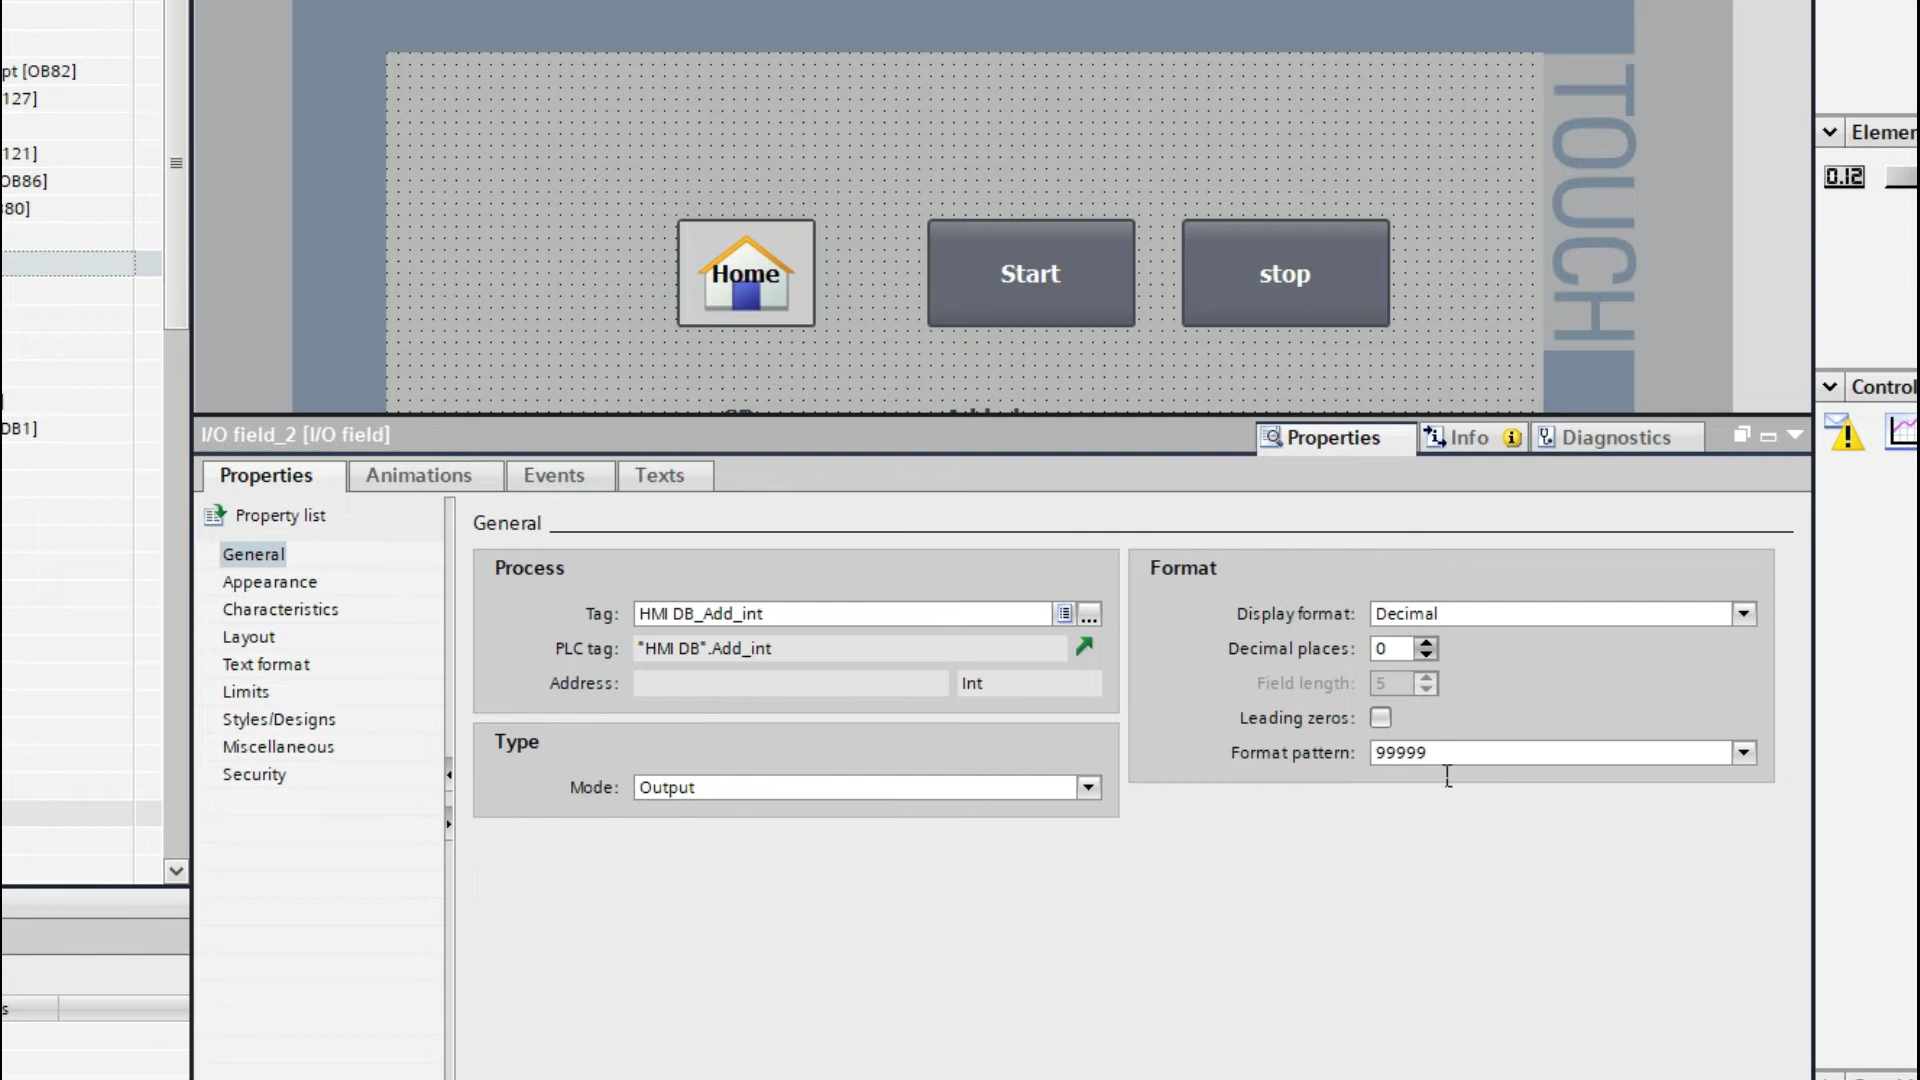 pt [OB82]
127]
121]
OB86]
80]
]
DB1]
s
TOUCH
Home
Start
stop
Elemen
0.12
Control
I/O field_2 [I/O field]
Properties
Info
Diagnostics
Properties
Animations
Events
Texts
Property list
General
Appearance
Characteristics
Layout
Text format
Limits
Styles/Designs
Miscellaneous
Security
General
Process
Tag: HMI DB_Add_int
PLC tag: "HMI DB".Add_int
Address: Int
Type
Mode: Output
Format
Display format: Decimal
Decimal places: 0
Field length: 5
Leading zeros:
Format pattern: 99999